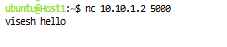 ubuntu@Host1:~$ nc 10.10.1.2 5000
visesh hello